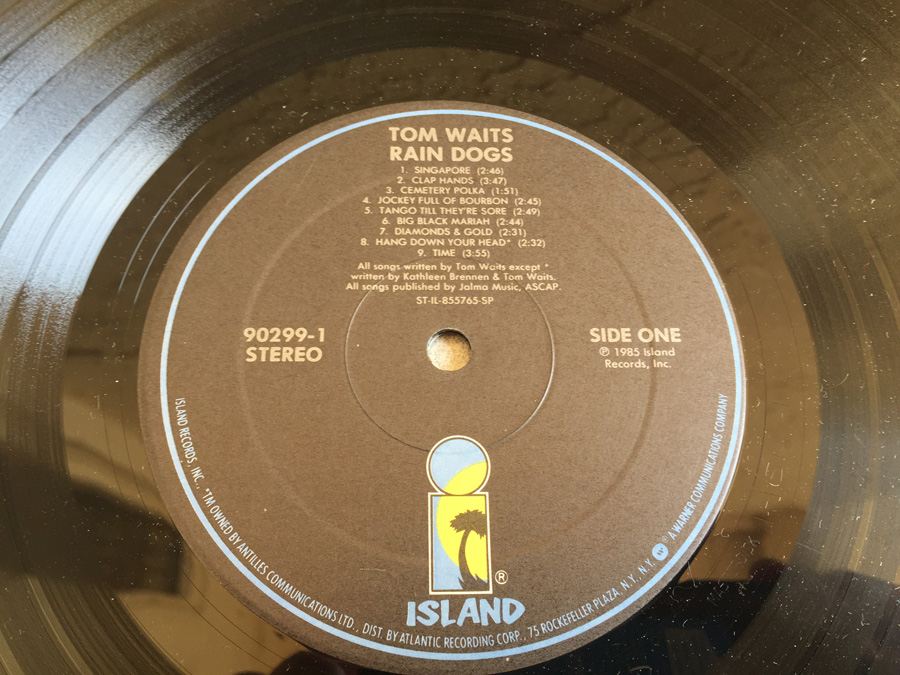 TOM WAITS
RAIN DOGS
1. SINGAPORE (2:46)
2. CLAP HANDS (3:47)
3. CEMETERY POLKA (1:51)
4. JOCKEY FULL OF BOURBON (2:45)
5. TANGO TILL THEY'RE SORE (2:49)
6. BIG BLACK MARIAH (2:44)
7. DIAMONDS & GOLD (2:31)
8. HANG DOWN YOUR HEAD* (2:32)
9. TIME (3:55)
All songs written by Tom Waits except *
written by Kathleen Brennen & Tom Waits.
All songs published by Jalma Music, ASCAP.
ST-IL-855765-SP
90299-1
STEREO
SIDE ONE
℗ 1985 Island
Records, Inc.
®
ISLAND
ISLAND RECORDS, INC., *TM OWNED BY ANTILLES COMMUNICATIONS LTD., DIST. BY ATLANTIC RECORDING CORP., 75 ROCKEFELLER PLAZA, N.Y., N.Y. A WARNER COMMUNICATIONS COMPANY